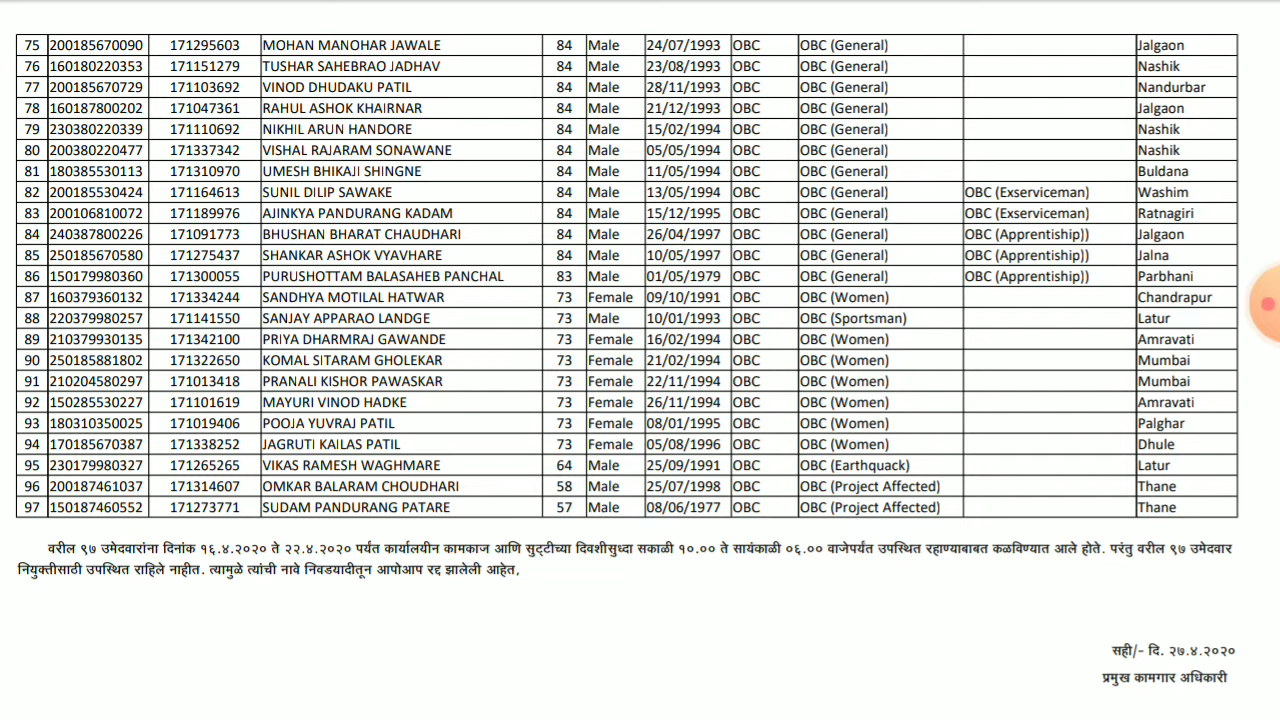 75 200185670090 171295603 MOHAN MANOHAR JAWALE 84 Male 24/07/1993 OBC OBC (General) Jalgaon
76 160180220353 171151279 TUSHAR SAHEBRAO JADHAV 84 Male 23/08/1993 OBC OBC (General) Nashik
77 200185670729 171103692 VINOD DHUDAKU PATIL 84 Male 28/11/1993 OBC OBC (General) Nandurbar
78 160187800202 171047361 RAHUL ASHOK KHAIRNAR 84 Male 21/12/1993 OBC OBC (General) Jalgaon
79 230380220339 171110692 NIKHIL ARUN HANDORE 84 Male 15/02/1994 OBC OBC (General) Nashik
80 200380220477 171337342 VISHAL RAJARAM SONAWANE 84 Male 05/05/1994 OBC OBC (General) Nashik
81 180385530113 171310970 UMESH BHIKAJI SHINGNE 84 Male 11/05/1994 OBC OBC (General) Buldana
82 200185530424 171164613 SUNIL DILIP SAWAKE 84 Male 13/05/1994 OBC OBC (General) OBC (Exserviceman) Washim
83 200106810072 171189976 AJINKYA PANDURANG KADAM 84 Male 15/12/1995 OBC OBC (General) OBC (Exserviceman) Ratnagiri
84 240387800226 171091773 BHUSHAN BHARAT CHAUDHARI 84 Male 26/04/1997 OBC OBC (General) OBC (Apprentiship)) Jalgaon
85 250185670580 171275437 SHANKAR ASHOK VYAVHARE 84 Male 10/05/1997 OBC OBC (General) OBC (Apprentiship)) Jalna
86 150179980360 171300055 PURUSHOTTAM BALASAHEB PANCHAL 83 Male 01/05/1979 OBC OBC (General) OBC (Apprentiship)) Parbhani
87 160379360132 171334244 SANDHYA MOTILAL HATWAR 73 Female 09/10/1991 OBC OBC (Women) Chandrapur
88 220379980257 171141550 SANJAY APPARAO LANDGE 73 Male 10/01/1993 OBC OBC (Sportsman) Latur
89 210379930135 171342100 PRIYA DHARMRAJ GAWANDE 73 Female 16/02/1994 OBC OBC (Women) Amravati
90 250185881802 171322650 KOMAL SITARAM GHOLEKAR 73 Female 21/02/1994 OBC OBC (Women) Mumbai
91 210204580297 171013418 PRANALI KISHOR PAWASKAR 73 Female 22/11/1994 OBC OBC (Women) Mumbai
92 150285530227 171101619 MAYURI VINOD HADKE 73 Female 26/11/1994 OBC OBC (Women) Amravati
93 180310350025 171019406 POOJA YUVRAJ PATIL 73 Female 08/01/1995 OBC OBC (Women) Palghar
94 170185670387 171338252 JAGRUTI KAILAS PATIL 73 Female 05/08/1996 OBC OBC (Women) Dhule
95 230179980327 171265265 VIKAS RAMESH WAGHMARE 64 Male 25/09/1991 OBC OBC (Earthquack) Latur
96 200187461037 171314607 OMKAR BALARAM CHOUDHARI 58 Male 25/07/1998 OBC OBC (Project Affected) Thane
97 150187460552 171273771 SUDAM PANDURANG PATARE 57 Male 08/06/1977 OBC OBC (Project Affected) Thane
वरील ९७ उमेदवारांना दिनांक १६.४.२०२० ते २२.४.२०२० पर्यंत कार्यालयीन कामकाज आणि सुट्टीच्या दिवशीसुध्दा सकाळी १०.०० ते सायंकाळी ०६.०० वाजेपर्यंत उपस्थित रहाण्याबाबत कळविण्यात आले होते. परंतु वरील ९७ उमेदवार
नियुक्तीसाठी उपस्थित राहिले नाहीत. त्यामुळे त्यांची नावे निवडयादीतून आपोआप रद्द झालेली आहेत,
सही/- दि. २७.४.२०२०
प्रमुख कामगार अधिकारी